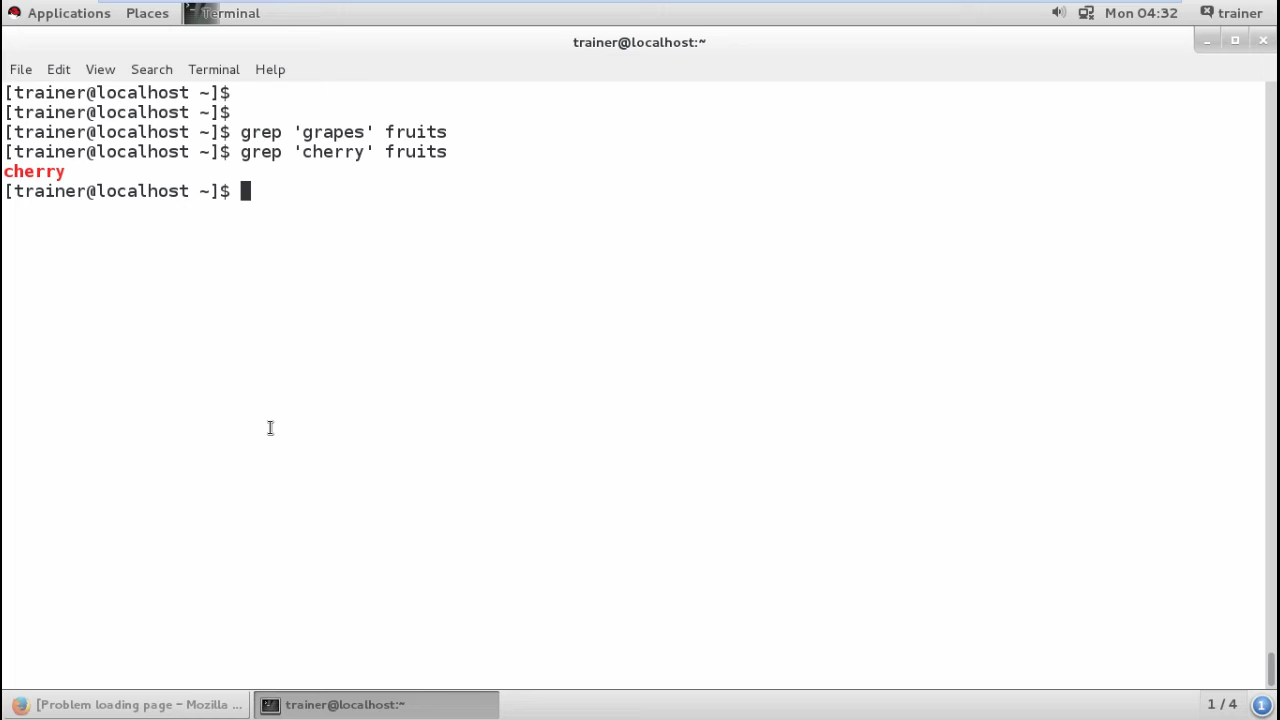 Applications Places Terminal Mon 04:32 trainer
trainer@localhost:~
File Edit View Search Terminal Help
[trainer@localhost ~]$
[trainer@localhost ~]$
[trainer@localhost ~]$ grep 'grapes' fruits
[trainer@localhost ~]$ grep 'cherry' fruits
cherry
[trainer@localhost ~]$
[Problem loading page – Mozilla ... trainer@localhost:~ 1 / 4 1